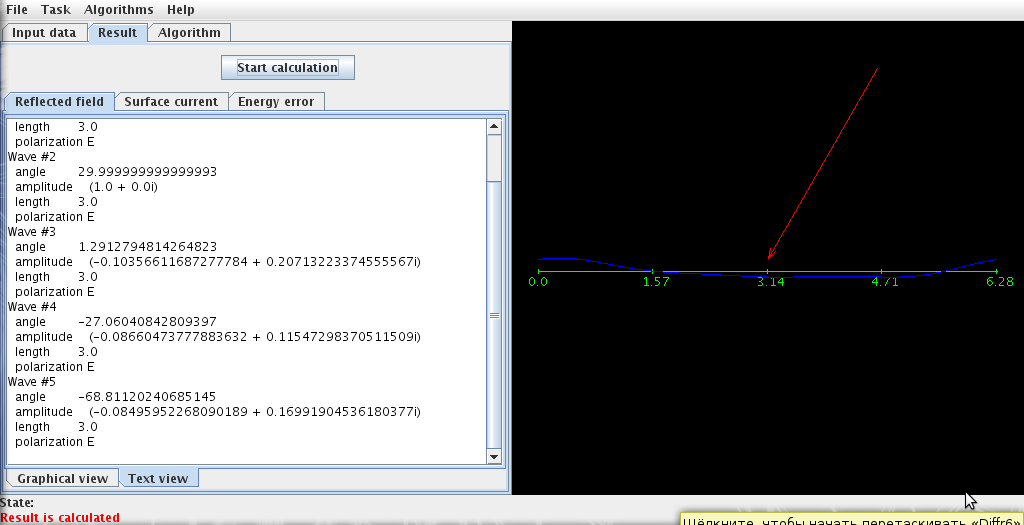 File Task Algorithms Help
Input data Result Algorithm
Start calculation
Reflected field Surface current Energy error
length 3.0
polarization E
Wave #2
angle 29.999999999999993
amplitude (1.0 + 0.0i)
length 3.0
polarization E
Wave #3
angle 1.2912794814264823
amplitude (-0.10356611687277784 + 0.20713223374555567i)
length 3.0
polarization E
Wave #4
angle -27.06040842809397
amplitude (-0.08660473777883632 + 0.11547298370511509i)
length 3.0
polarization E
Wave #5
angle -68.81120240685145
amplitude (-0.08495952268090189 + 0.16991904536180377i)
length 3.0
polarization E
Graphical view Text view
State:
Result is calculated
0.0 1.57 3.14 4.71 6.28
Щёлкните, чтобы начать перетаскивать «Diffr6»